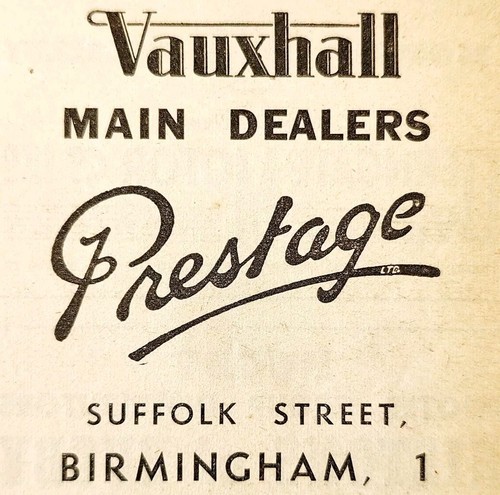 Vauxhall
MAIN DEALERS
Prestage
LTD.
SUFFOLK STREET,
BIRMINGHAM, 1